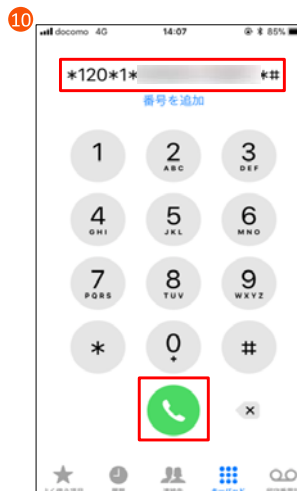 10
docomo 4G 14:07 85%
*120*1* *#
番号を追加
1 2 3
ABC DEF
4 5 6
GHI JKL MNO
7 8 9
PQRS TUV WXYZ
* 0 #
+